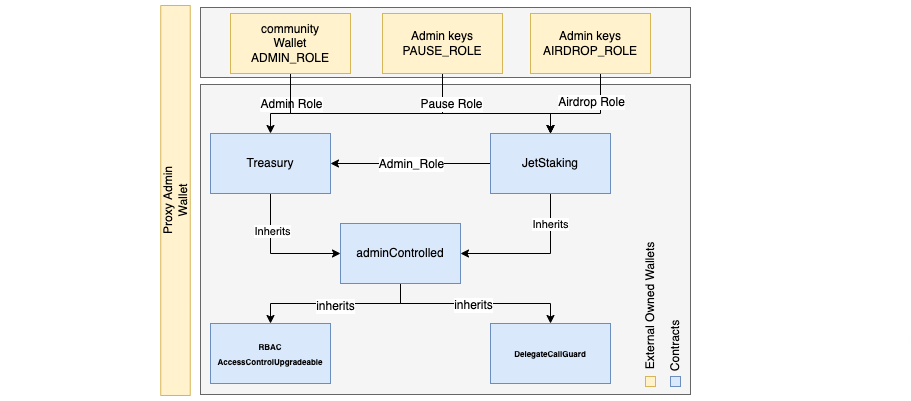 Proxy Admin
Wallet
community
Wallet
ADMIN_ROLE
Admin keys
PAUSE_ROLE
Admin keys
AIRDROP_ROLE
Admin Role
Pause Role
Airdrop Role
Treasury
Admin_Role
JetStaking
Inherits
Inherits
adminControlled
inherits
inherits
RBAC
AccessControlUpgradeable
DelegateCallGuard
External Owned Wallets
Contracts